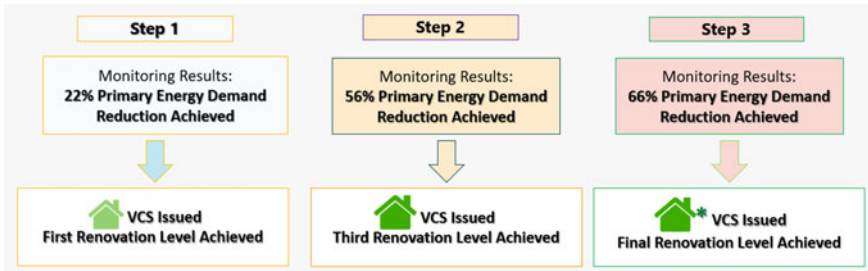 Step 1
Monitoring Results:
22% Primary Energy Demand
Reduction Achieved
VCS Issued
First Renovation Level Achieved
Step 2
Monitoring Results:
56% Primary Energy Demand
Reduction Achieved
VCS Issued
Third Renovation Level Achieved
Step 3
Monitoring Results:
66% Primary Energy Demand
Reduction Achieved
* VCS Issued
Final Renovation Level Achieved